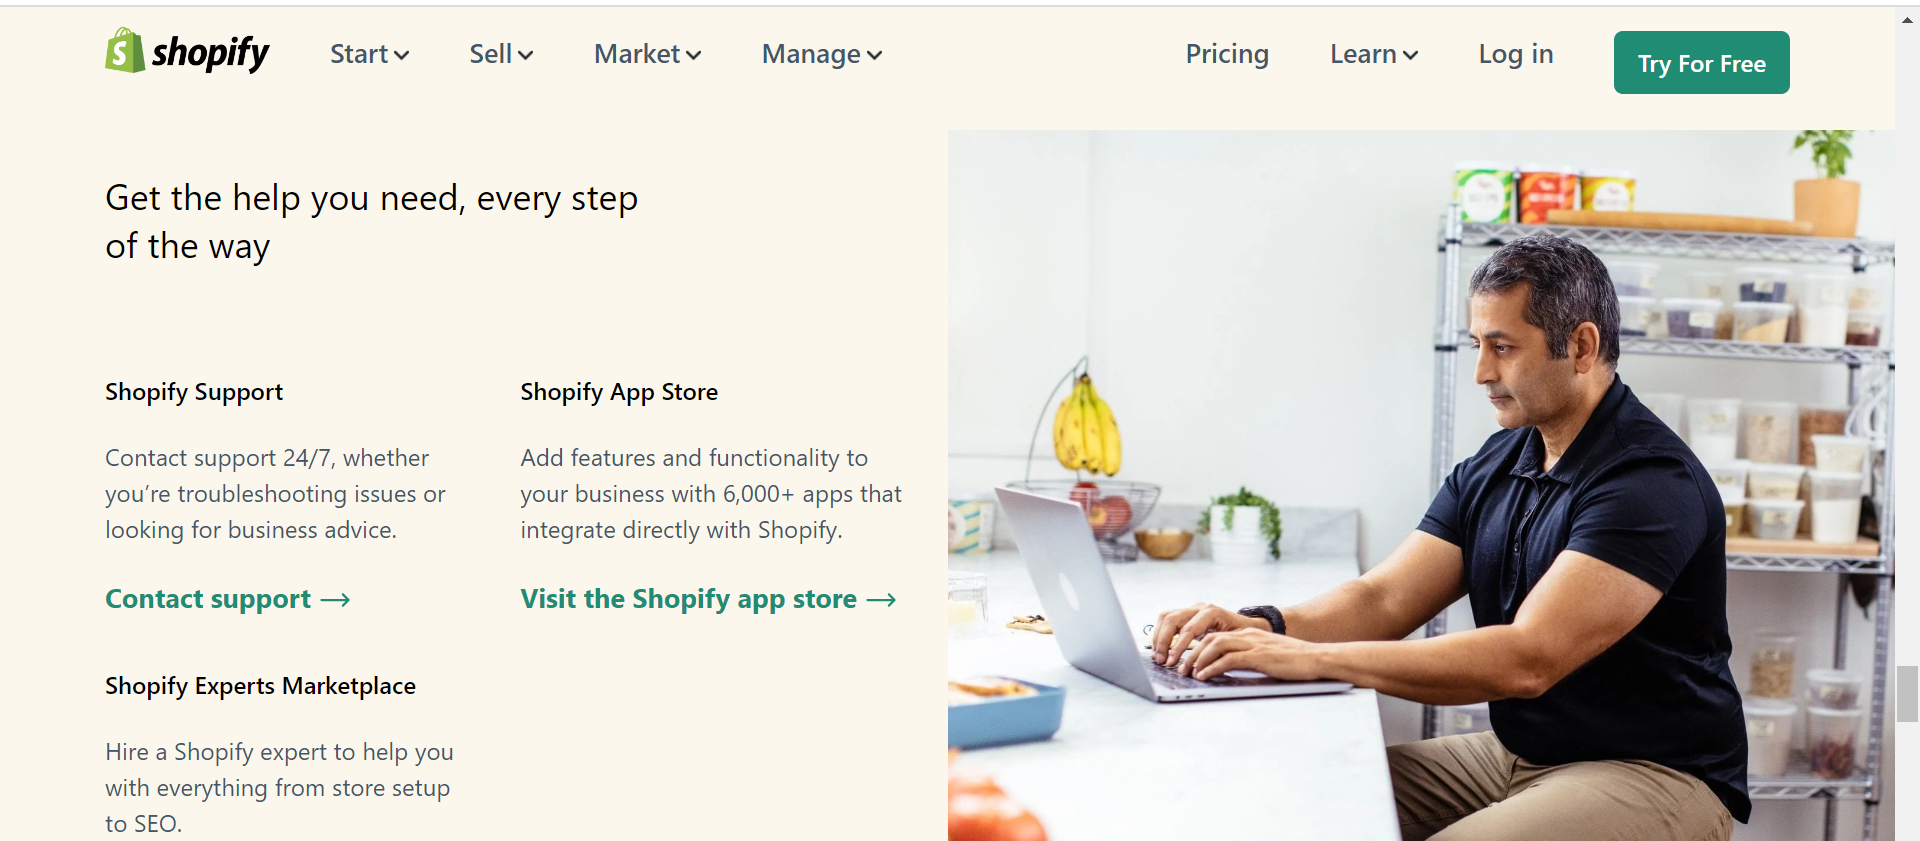 shopify
Start
Sell
Market
Manage
Pricing
Learn
Log in
Try For Free
Get the help you need, every step
of the way
Shopify Support
Contact support 24/7, whether
you’re troubleshooting issues or
looking for business advice.
Contact support →
Shopify App Store
Add features and functionality to
your business with 6,000+ apps that
integrate directly with Shopify.
Visit the Shopify app store →
Shopify Experts Marketplace
Hire a Shopify expert to help you
with everything from store setup
to SEO.